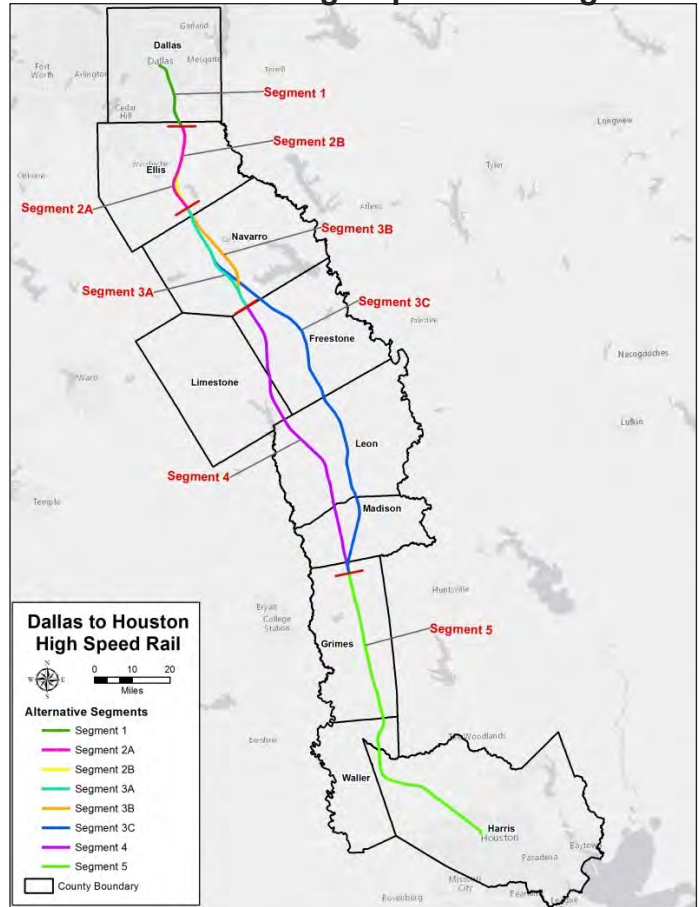 Garland
Dallas
Dallas
Mesquite
Fort
Worth
Arlington
Terrell
Segment 1
Cedar
Hill
Longview
Segment 2B
Ellis
Tyler
Segment 2A
Athens
Navarro
Segment 3B
Segment 3A
Segment 3C
Palestine
Freestone
Nacogdoches
Limestone
Waco
Lufkin
Leon
Segment 4
Temple
Madison
Huntsville
Bryan
College
Station
Segment 5
Grimes
Brenham
The Woodlands
Waller
Harris
Houston
Baytown
Pasadena
Missouri
City
Pearland
League
Rosenberg
Dallas to Houston
High Speed Rail
N
W E
S
0 10 20
Miles
Alternative Segments
Segment 1
Segment 2A
Segment 2B
Segment 3A
Segment 3B
Segment 3C
Segment 4
Segment 5
County Boundary